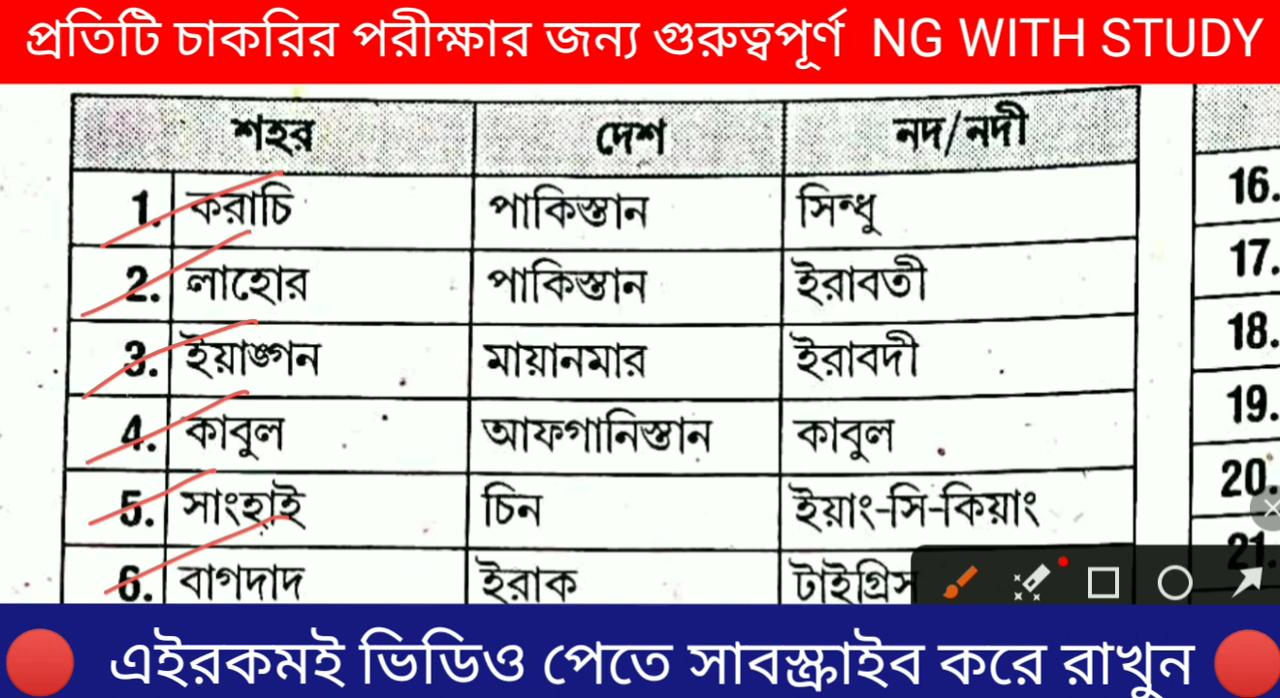 প্রতিটি চাকরির পরীক্ষার জন্য গুরুত্বপূর্ণ NG WITH STUDY
শহর দেশ নদ/নদী
1. করাচি পাকিস্তান সিন্ধু
2. লাহোর পাকিস্তান ইরাবতী
3. ইয়াঙ্গন মায়ানমার ইরাবদী
4. কাবুল আফগানিস্তান কাবুল
5. সাংহাই চিন ইয়াং-সি-কিয়াং
6. বাগদাদ ইরাক টাইগ্রিস
16.
17.
18.
19.
20.
21.
এইরকমই ভিডিও পেতে সাবস্ক্রাইব করে রাখুন